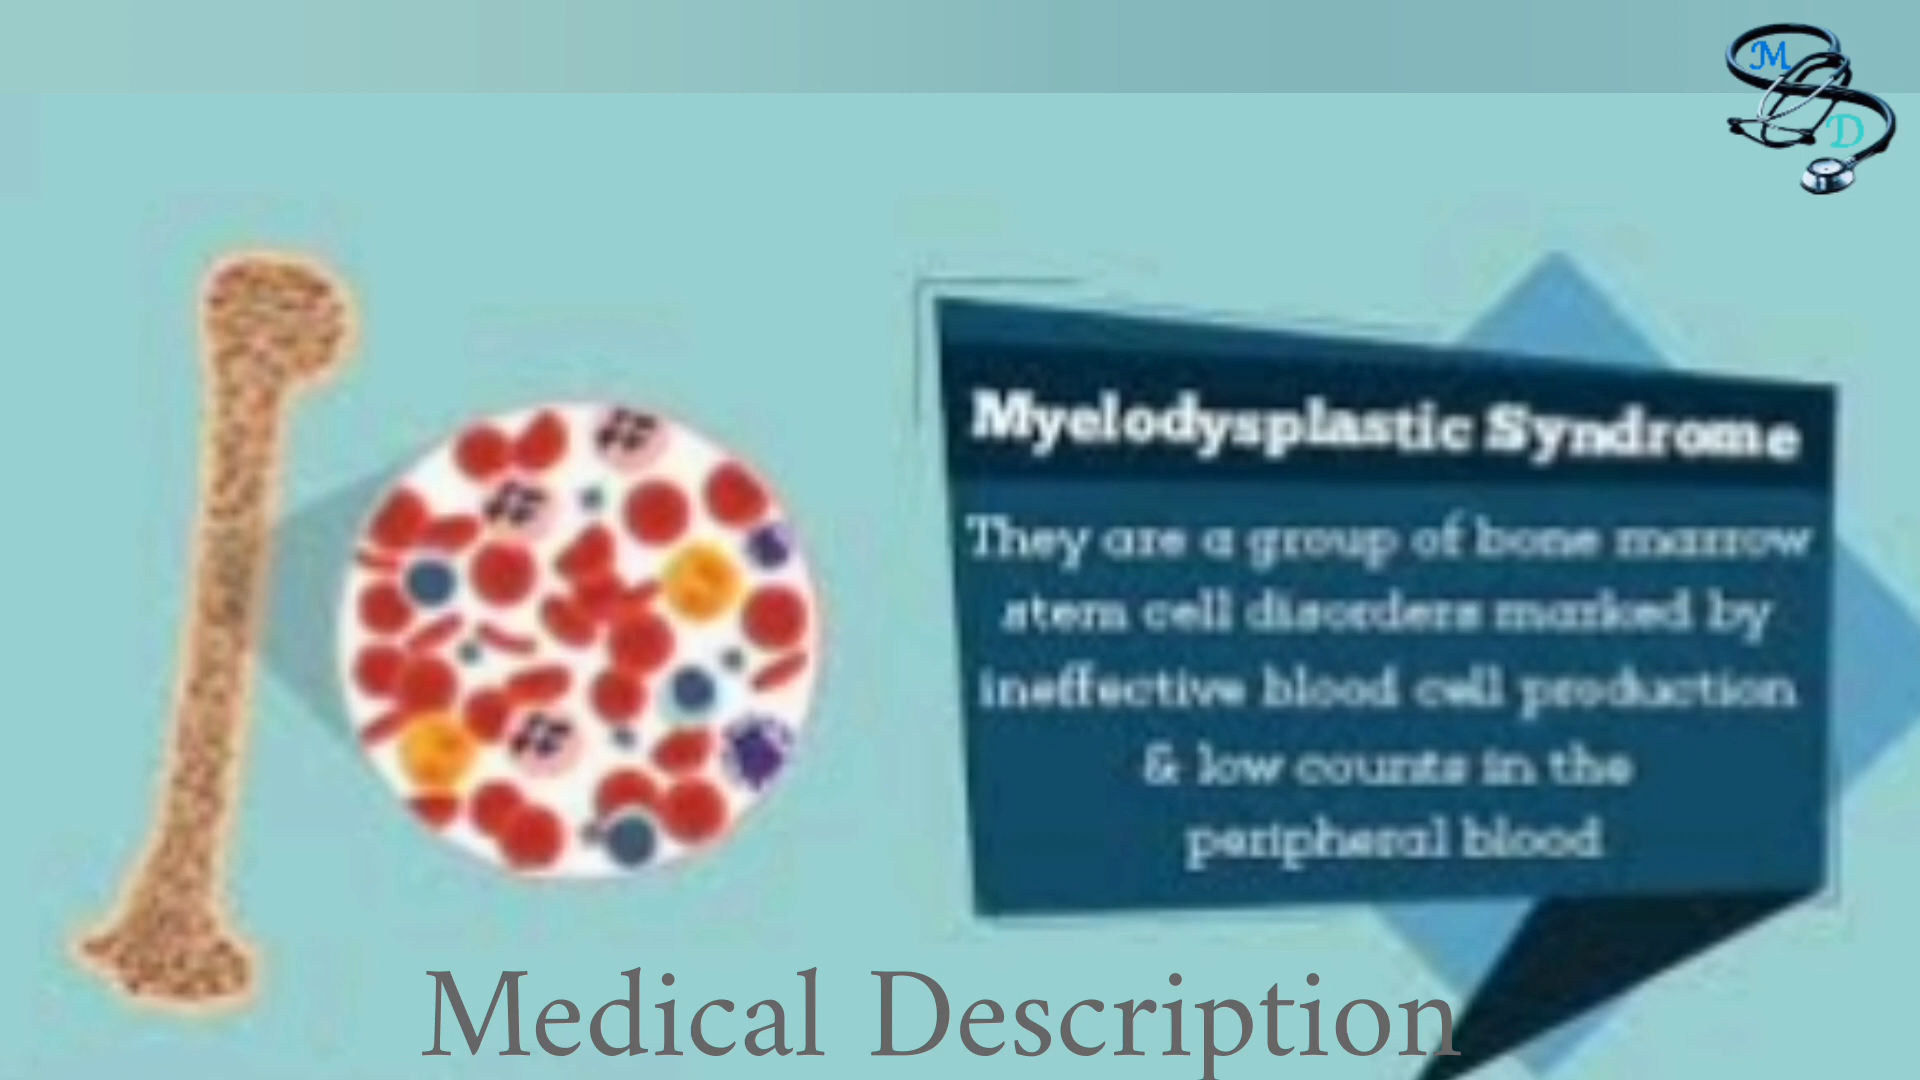 M
D
Myelodysplastic Syndrome
They are a group of bone marrow
stem cell disorders marked by
ineffective blood cell production
& low counts in the
peripheral blood
Medical Description